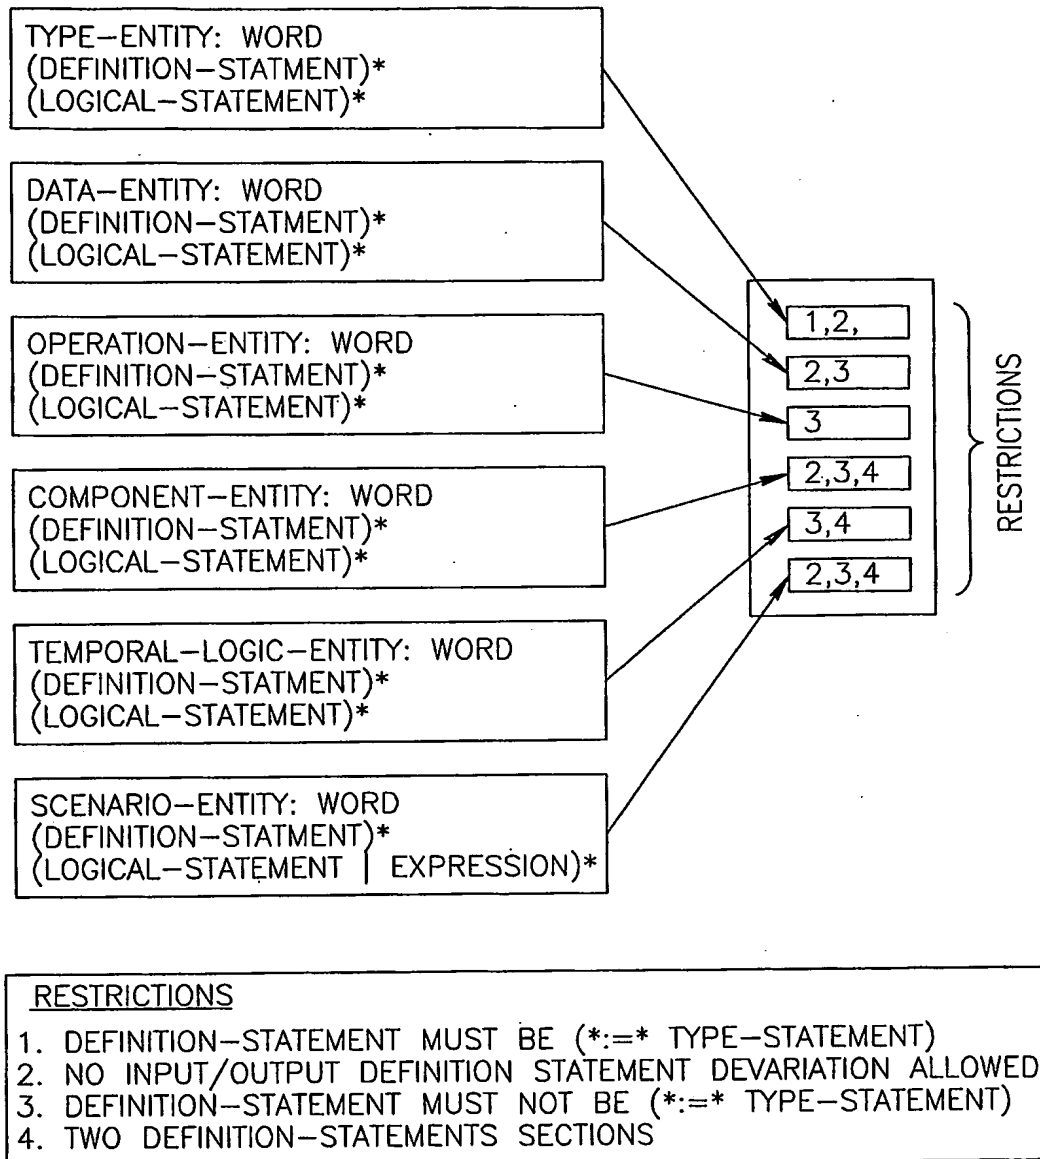 TYPE–ENTITY: WORD
(DEFINITION–STATMENT)*
(LOGICAL–STATEMENT)*
DATA–ENTITY: WORD
(DEFINITION–STATMENT)*
(LOGICAL–STATEMENT)*
OPERATION–ENTITY: WORD
(DEFINITION–STATMENT)*
(LOGICAL–STATEMENT)*
COMPONENT–ENTITY: WORD
(DEFINITION–STATMENT)*
(LOGICAL–STATEMENT)*
TEMPORAL–LOGIC–ENTITY: WORD
(DEFINITION–STATMENT)*
(LOGICAL–STATEMENT)*
SCENARIO–ENTITY: WORD
(DEFINITION–STATMENT)*
(LOGICAL–STATEMENT | EXPRESSION)*
1,2,
2,3
3
2,3,4
3,4
2,3,4
RESTRICTIONS
RESTRICTIONS
1. DEFINITION–STATEMENT MUST BE (*:=* TYPE–STATEMENT)
2. NO INPUT/OUTPUT DEFINITION STATEMENT DEVARIATION ALLOWED
3. DEFINITION–STATEMENT MUST NOT BE (*:=* TYPE–STATEMENT)
4. TWO DEFINITION–STATEMENTS SECTIONS